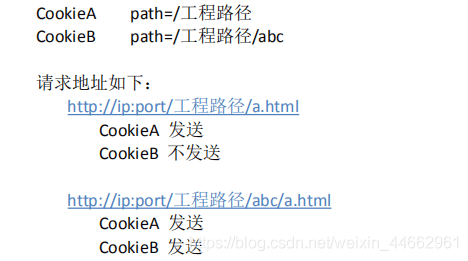 CookieA path=/工程路径
CookieB path=/工程路径/abc
请求地址如下：
http://ip:port/工程路径/a.html
CookieA 发送
CookieB 不发送
http://ip:port/工程路径/abc/a.html
CookieA 发送
CookieB 发送
https://blog.csdn.net/weixin_44662961